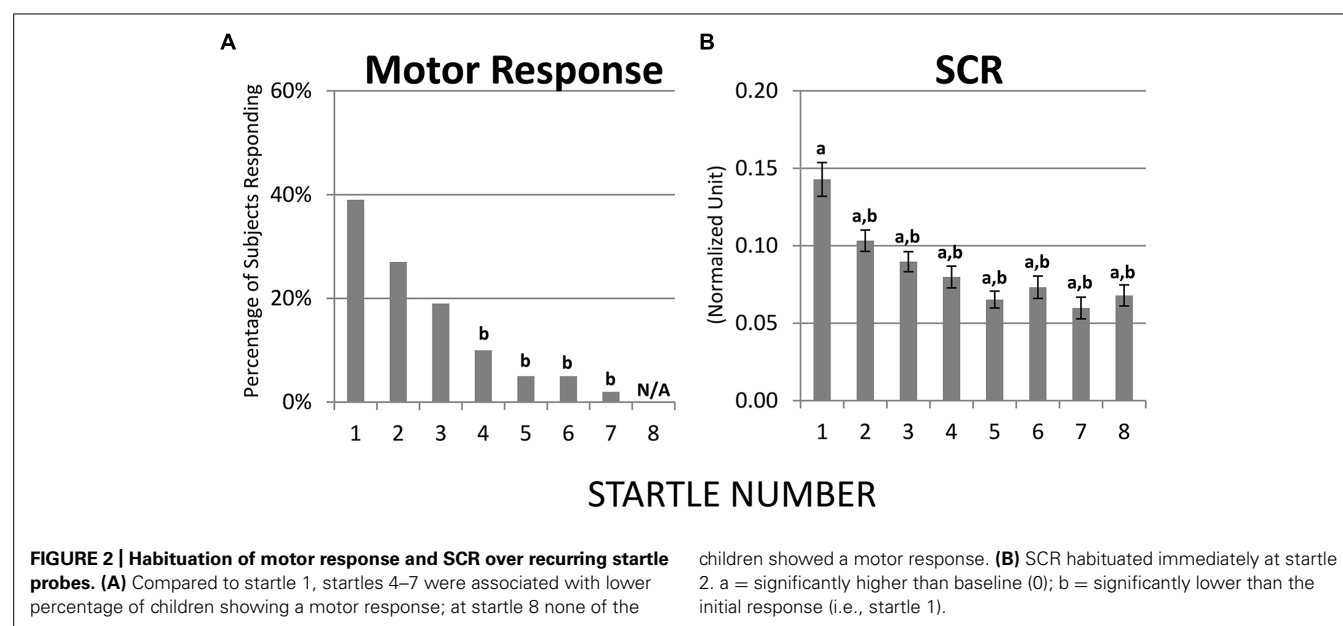 A
Motor Response
Percentage of Subjects Responding
60%
40%
20%
0%
b
b
b
b
N/A
1 2 3 4 5 6 7 8
B
SCR
(Normalized Unit)
0.20
0.15
0.10
0.05
0.00
a
a,b
a,b
a,b
a,b
a,b
a,b
a,b
1 2 3 4 5 6 7 8
STARTLE NUMBER
FIGURE 2 | Habituation of motor response and SCR over recurring startle
probes. (A) Compared to startle 1, startles 4–7 were associated with lower
percentage of children showing a motor response; at startle 8 none of the
children showed a motor response. (B) SCR habituated immediately at startle
2. a = significantly higher than baseline (0); b = significantly lower than the
initial response (i.e., startle 1).